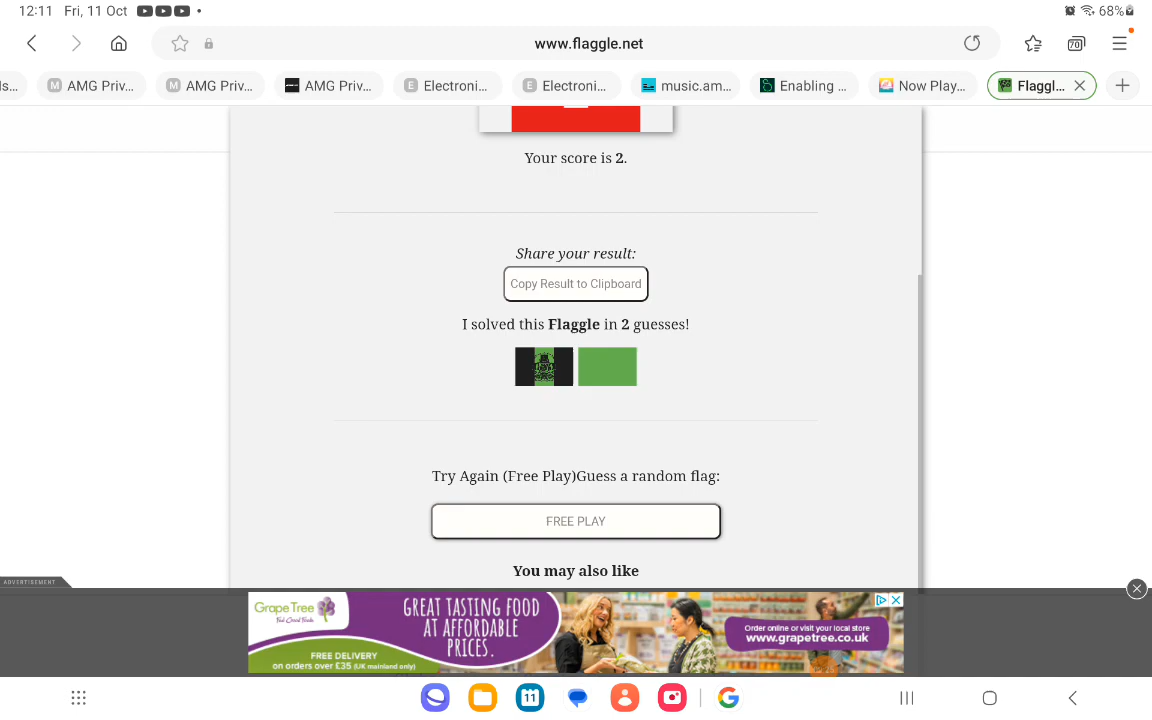 12:11 Fri, 11 Oct
68%
www.flaggle.net
70
ls...
AMG Priv...
AMG Priv...
AMG Priv...
Electroni...
Electroni...
music.am...
Enabling ...
Now Play...
Flaggl...
Your score is 2.
Share your result:
Copy Result to Clipboard
I solved this Flaggle in 2 guesses!
Try Again (Free Play)Guess a random flag:
FREE PLAY
You may also like
ADVERTISEMENT
Grape Tree
GREAT TASTING FOOD
AT AFFORDABLE
PRICES.
FREE DELIVERY
on orders over £35 (UK mainland only)
Order online or visit your local store
www.grapetree.co.uk
11